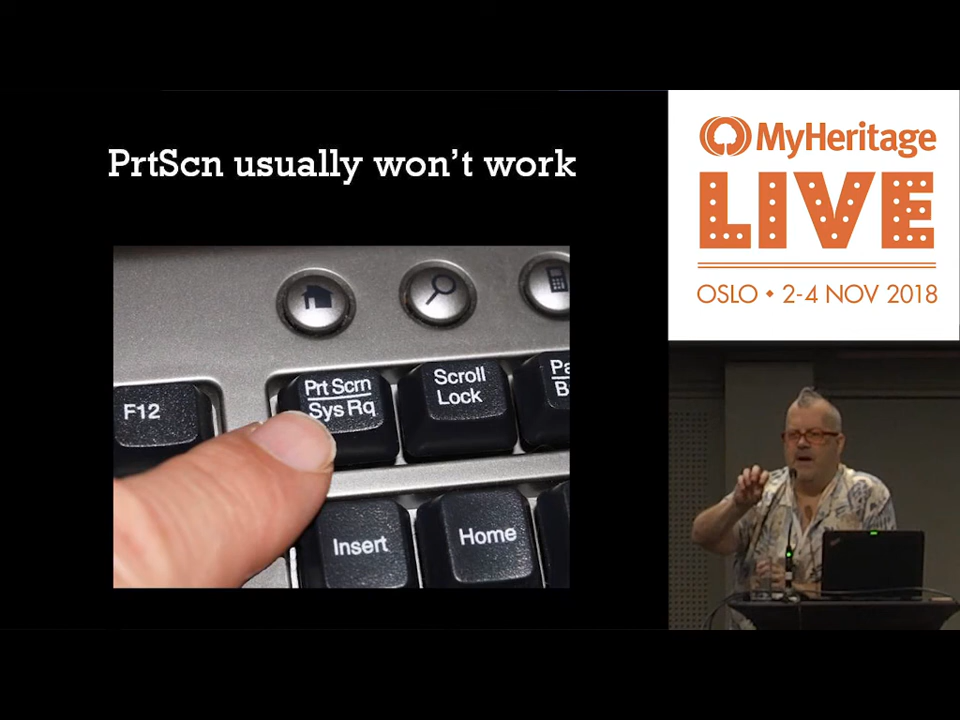 PrtScn usually won't work
MyHeritage
LIVE
OSLO • 2-4 NOV 2018
F12
Prt Scrn
Sys Rq
Scroll
Lock
Pa
B
Insert
Home